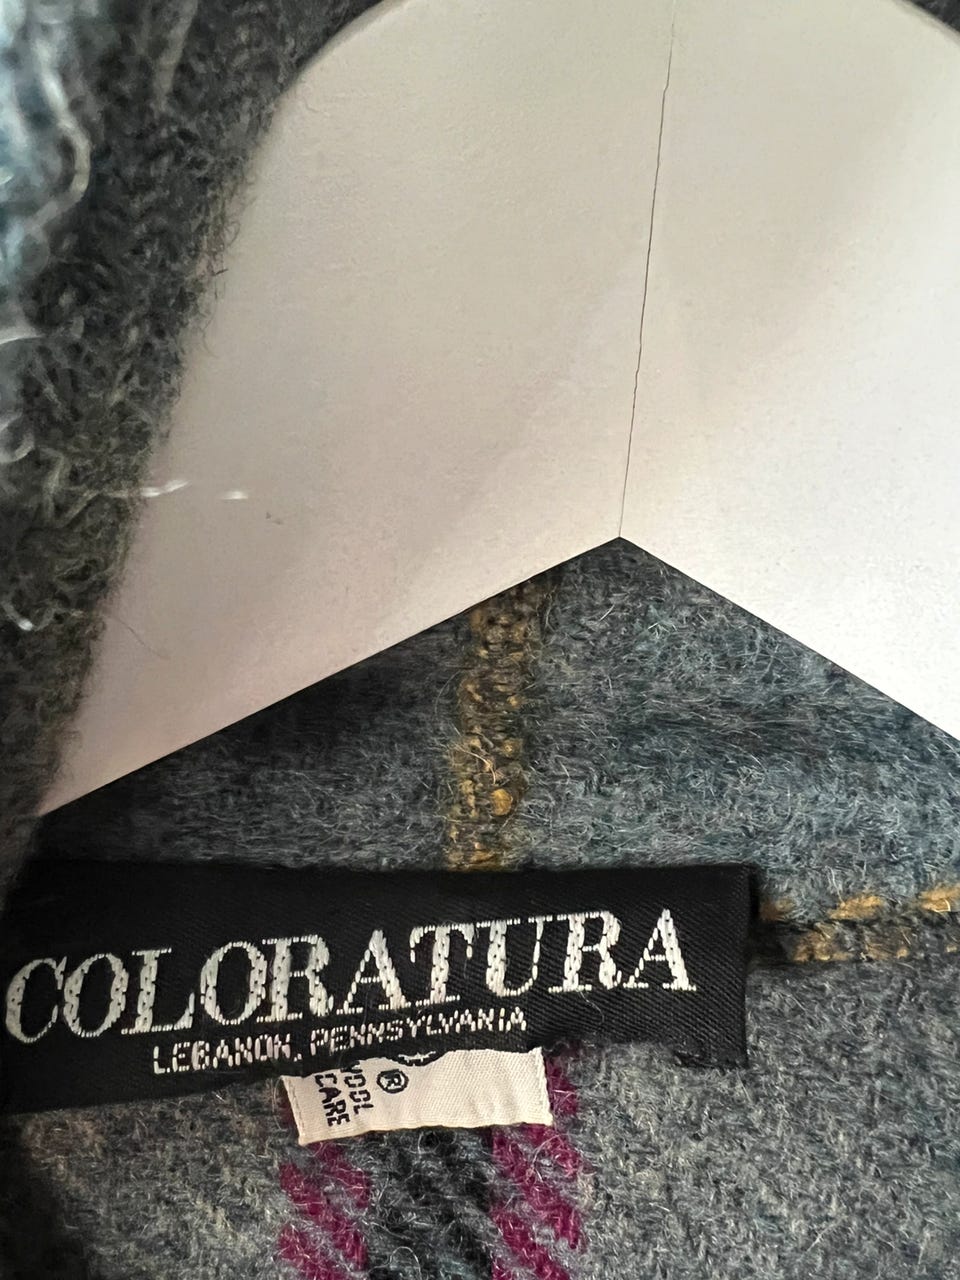 COLORATURA
LEBANON, PENNSYLVANIA
WOOL
CARE
®